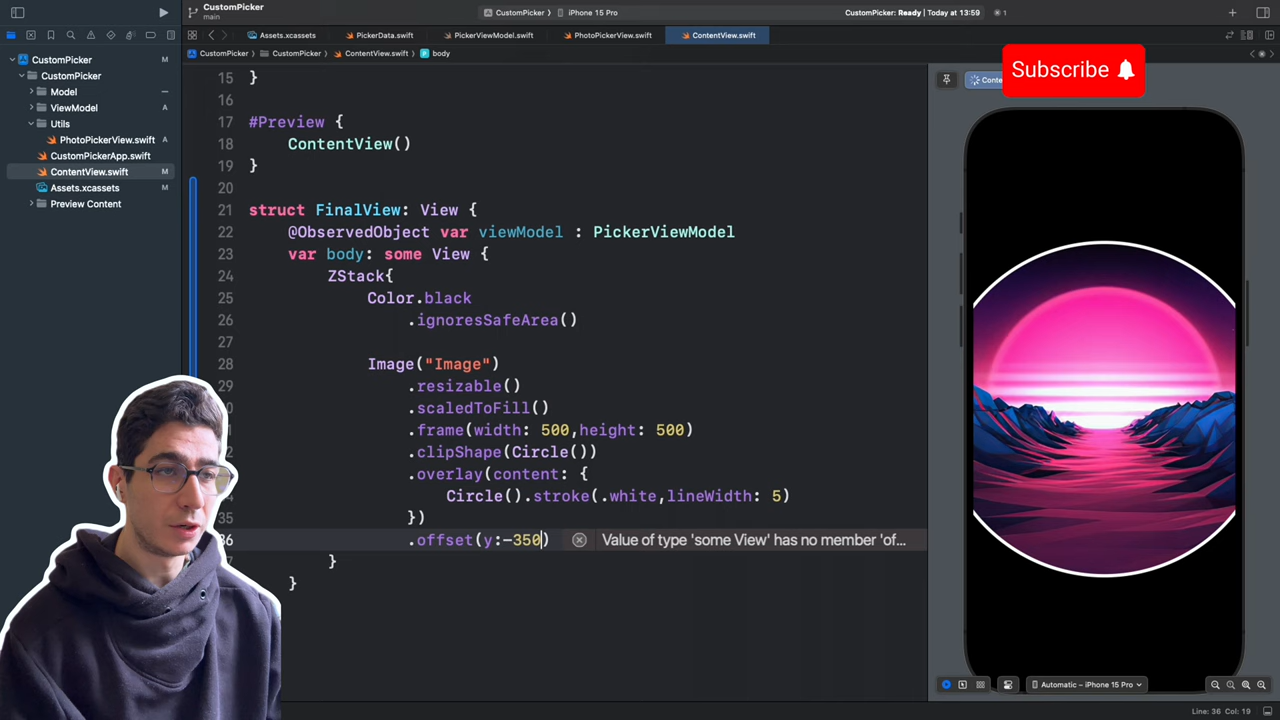 CustomPicker
main
CustomPicker
iPhone 15 Pro
CustomPicker: Ready | Today at 13:59
1
Assets.xcassets
PickerData.swift
PickerViewModel.swift
PhotoPickerView.swift
ContentView.swift
CustomPicker
CustomPicker
ContentView.swift
body
CustomPicker M
CustomPicker
Model
ViewModel A
Utils
PhotoPickerView.swift A
CustomPickerApp.swift
ContentView.swift M
Assets.xcassets M
Preview Content
15 }
16
17 #Preview {
18 ContentView()
19 }
20
21 struct FinalView: View {
22 @ObservedObject var viewModel : PickerViewModel
23 var body: some View {
24 ZStack{
25 Color.black
26 .ignoresSafeArea()
27
28 Image("Image")
29 .resizable()
.scaledToFill()
.frame(width: 500,height: 500)
.clipShape(Circle())
.overlay(content: {
Circle().stroke(.white,lineWidth: 5)
35 })
.offset(y:-350) Value of type 'some View' has no member 'of...
}
}
Subscribe
Conte
Automatic – iPhone 15 Pro
Line: 36 Col: 19